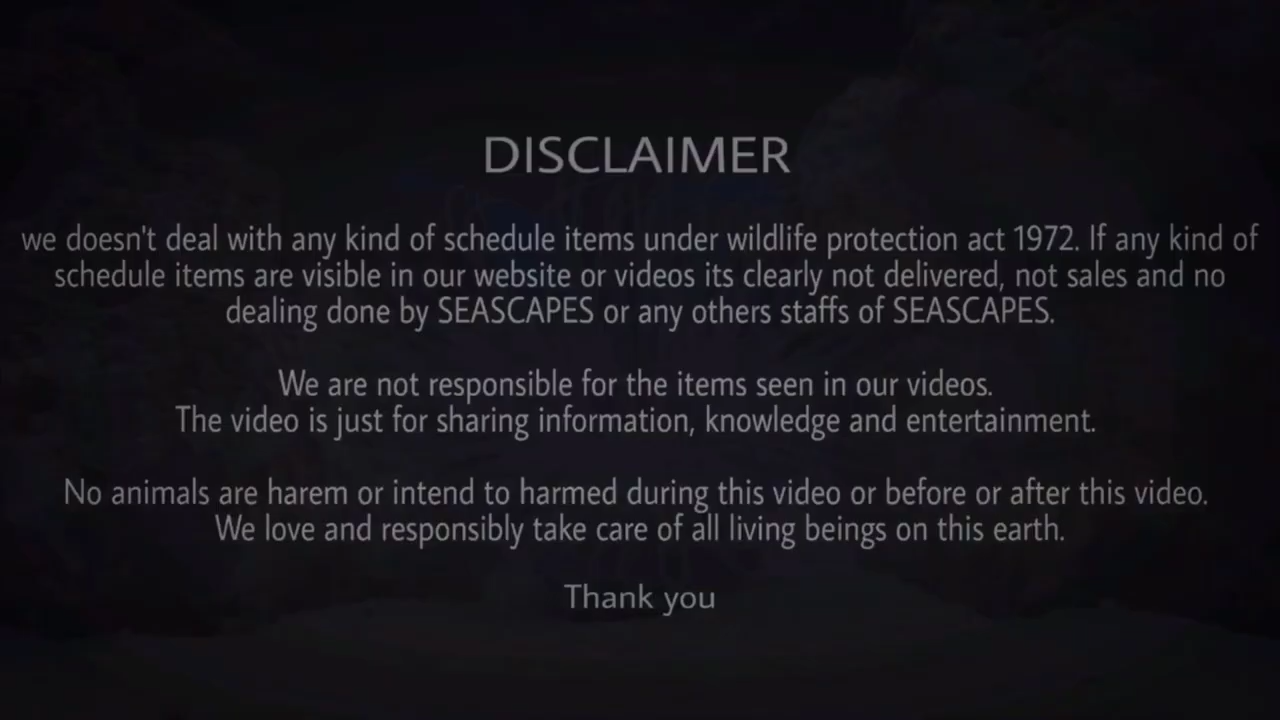 DISCLAIMER
we doesn't deal with any kind of schedule items under wildlife protection act 1972. If any kind of
schedule items are visible in our website or videos its clearly not delivered, not sales and no
dealing done by SEASCAPES or any others staffs of SEASCAPES.
We are not responsible for the items seen in our videos.
The video is just for sharing information, knowledge and entertainment.
No animals are harem or intend to harmed during this video or before or after this video.
We love and responsibly take care of all living beings on this earth.
Thank you